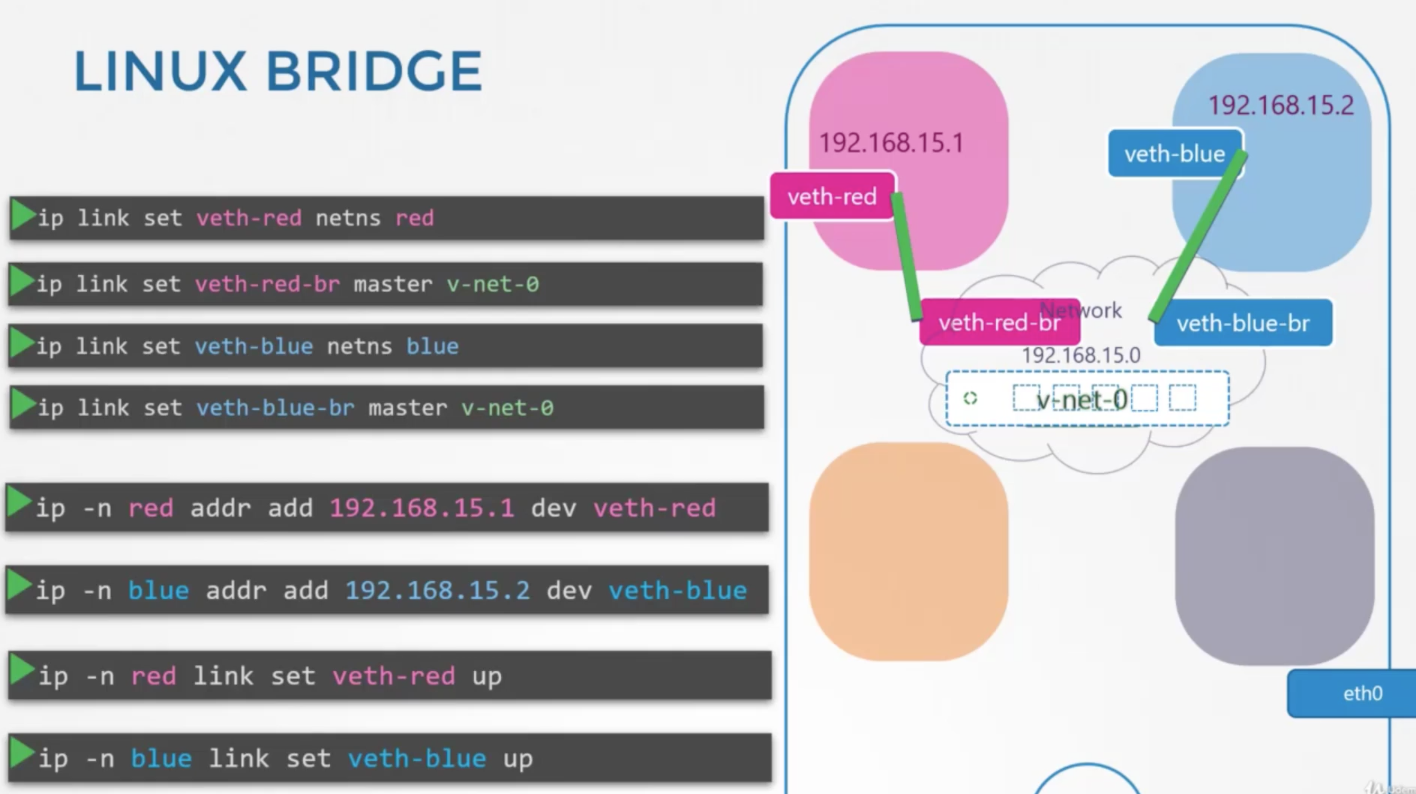 LINUX BRIDGE
ip link set veth-red netns red
ip link set veth-red-br master v-net-0
ip link set veth-blue netns blue
ip link set veth-blue-br master v-net-0
ip -n red addr add 192.168.15.1 dev veth-red
ip -n blue addr add 192.168.15.2 dev veth-blue
ip -n red link set veth-red up
ip -n blue link set veth-blue up
192.168.15.1
veth-red
192.168.15.2
veth-blue
Network
veth-red-br
veth-blue-br
192.168.15.0
v-net-0
eth0